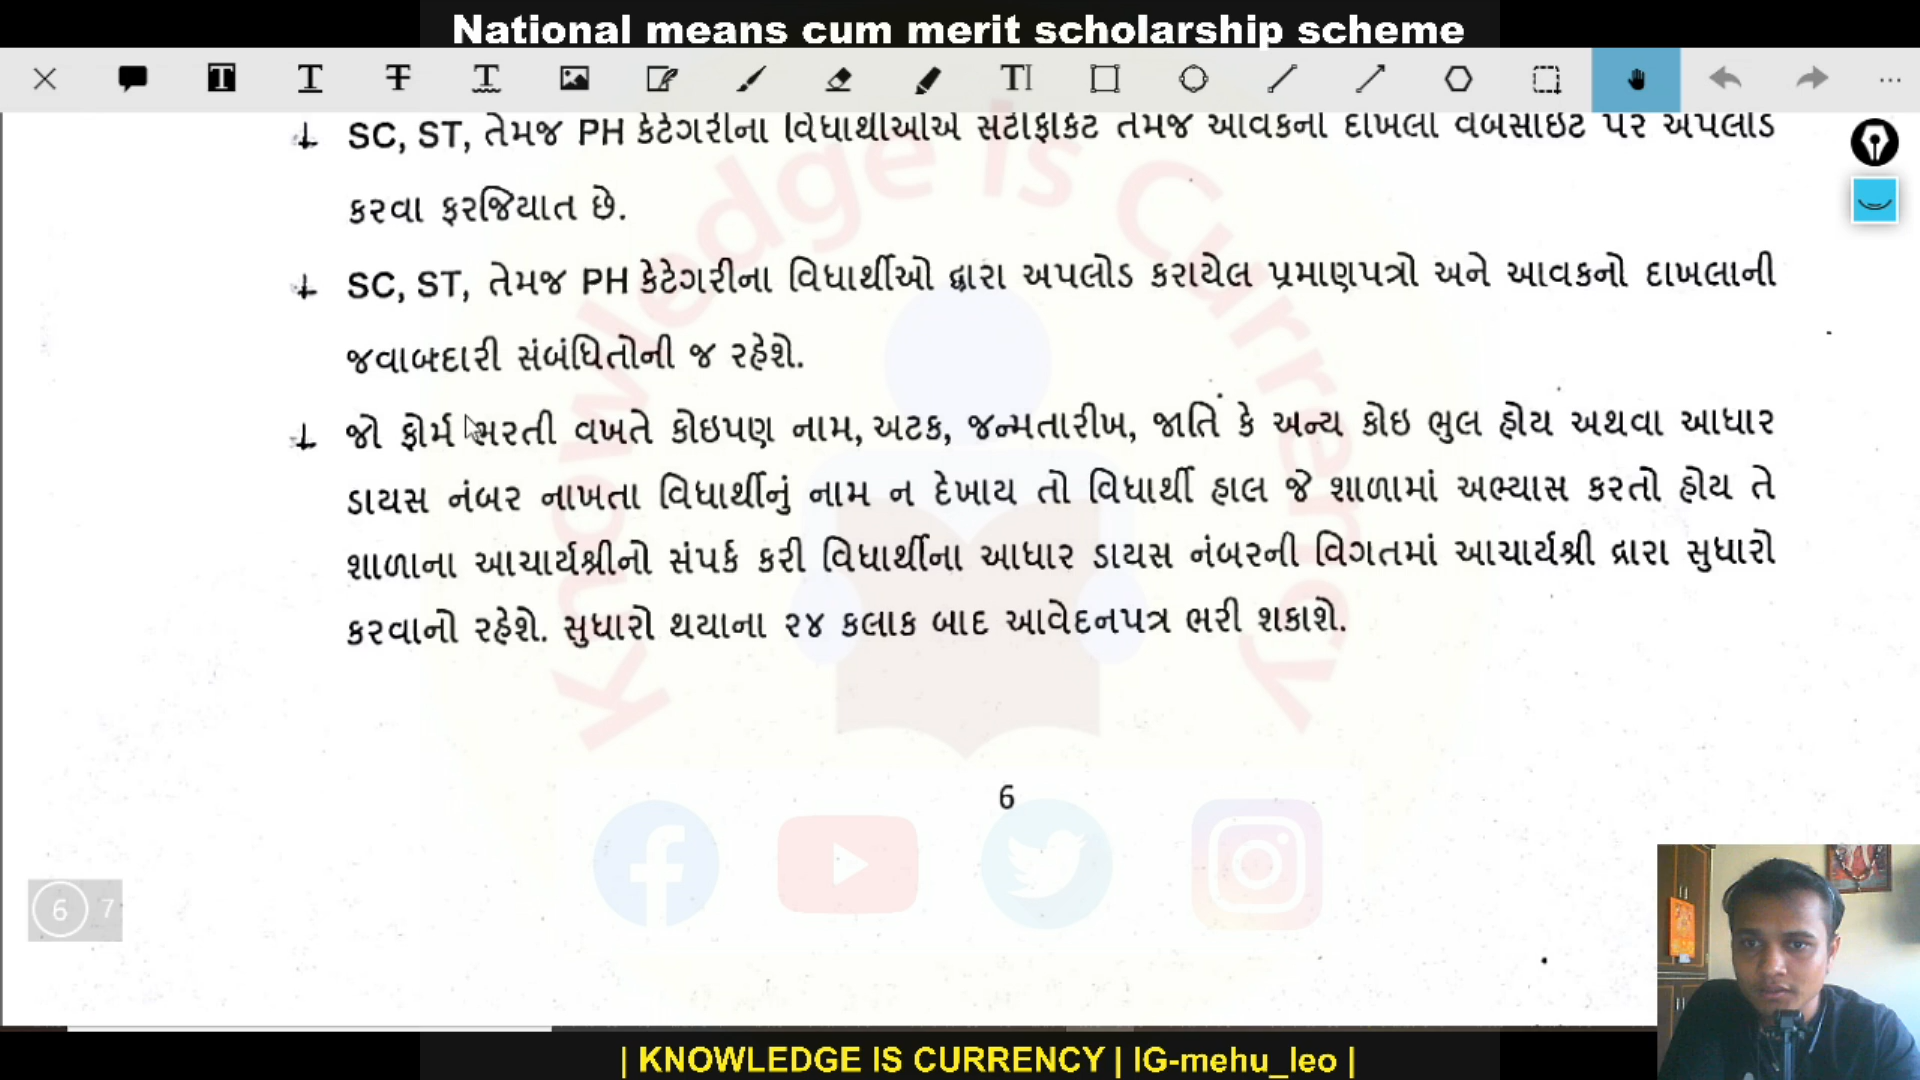 National means cum merit scholarship scheme
SC, ST, તેમજ PH કેટેગરીના વિધાર્થીઓએ સર્ટીફીકેટ તેમજ આવકનો દાખલો વેબસાઇટ પર અપલોડ
કરવા ફરજિયાત છે.
SC, ST, તેમજ PH કેટેગરીના વિધાર્થીઓ દ્વારા અપલોડ કરાયેલ પ્રમાણપત્રો અને આવકનો દાખલાની
જવાબદારી સંબંધિતોની જ રહેશે.
જો ફોર્મ ભરતી વખતે કોઇપણ નામ, અટક, જન્મતારીખ, જાતિ કે અન્ય કોઇ ભુલ હોય અથવા આધાર
ડાયસ નંબર નાખતા વિધાર્થીનું નામ ન દેખાય તો વિધાર્થી હાલ જે શાળામાં અભ્યાસ કરતો હોય તે
શાળાના આચાર્યશ્રીનો સંપર્ક કરી વિધાર્થીના આધાર ડાયસ નંબરની વિગતમાં આચાર્યશ્રી દ્રારા સુધારો
કરવાનો રહેશે. સુધારો થયાના ૨૪ કલાક બાદ આવેદનપત્ર ભરી શકાશે.
Knowledge is Currency
6
6 7
| KNOWLEDGE IS CURRENCY | IG-mehu_leo |